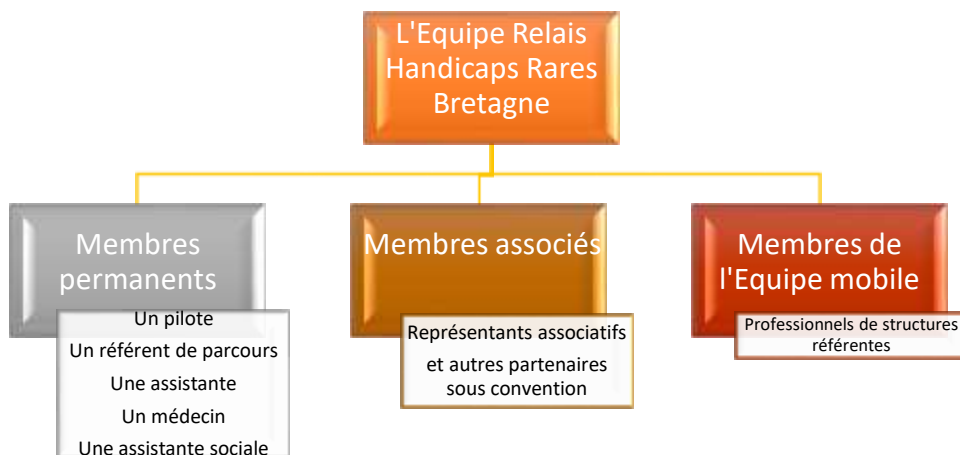 L'Equipe Relais
Handicaps Rares
Bretagne
Membres
permanents
Un pilote
Un référent de parcours
Une assistante
Un médecin
Une assistante sociale
Membres associés
Représentants associatifs
et autres partenaires
sous convention
Membres de
l'Equipe mobile
Professionnels de structures
référentes